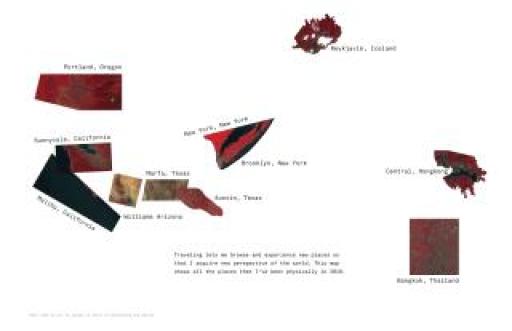 Reykjavik, Iceland
Portland, Oregon
New York, New York
Sunnyvale, California
Brooklyn, New York
Central, Hongkong
Marfa, Texas
Austin, Texas
Malibu, California
Williams Arizona
Traveling lets me browse and experience new places so
that I acquire new perspective of the world. This map
shows all the places that I've been physically in 2018.
Bangkok, Thailand